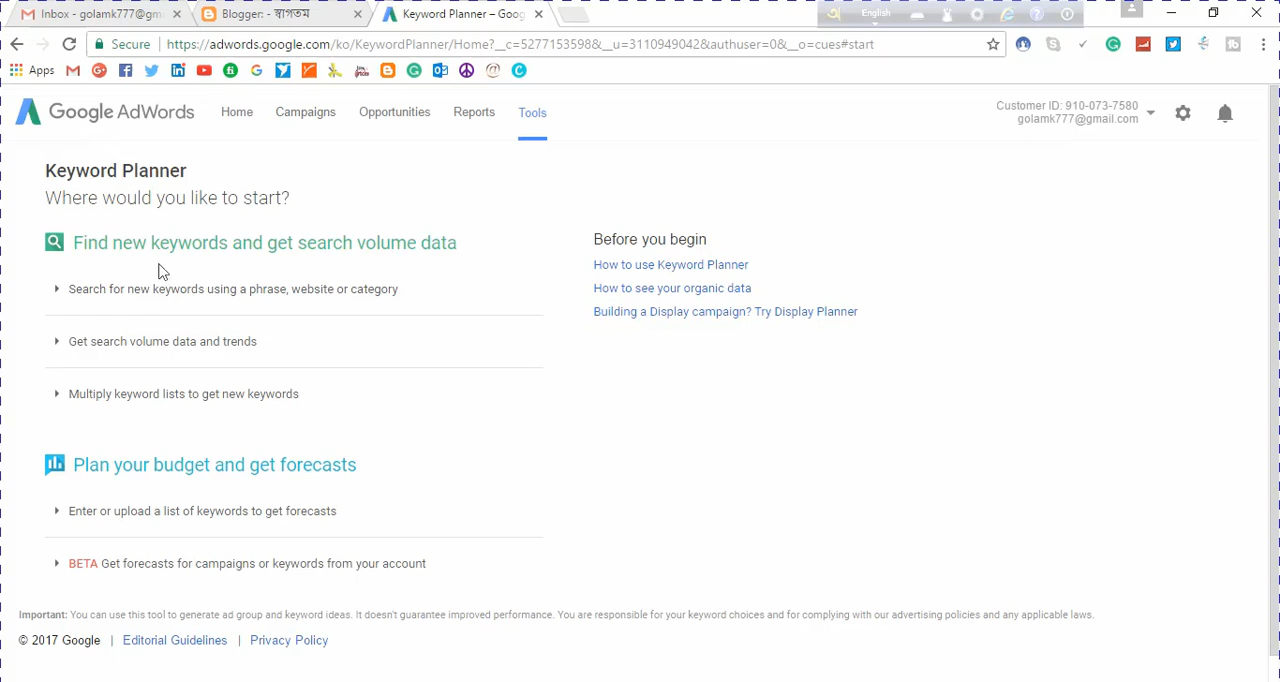 Inbox - golamk777@gm
Blogger: - স্বাগতম
Keyword Planner – Goog
English
Secure
https://adwords.google.com/ko/KeywordPlanner/Home?__c=5277153598&__u=3110949042&authuser=0&__o=cues#start
Apps
Google AdWords
Home
Campaigns
Opportunities
Reports
Tools
Customer ID: 910-073-7580
golamk777@gmail.com
Keyword Planner
Where would you like to start?
Find new keywords and get search volume data
Search for new keywords using a phrase, website or category
Get search volume data and trends
Multiply keyword lists to get new keywords
Plan your budget and get forecasts
Enter or upload a list of keywords to get forecasts
BETA Get forecasts for campaigns or keywords from your account
Before you begin
How to use Keyword Planner
How to see your organic data
Building a Display campaign? Try Display Planner
Important: You can use this tool to generate ad group and keyword ideas. It doesn't guarantee improved performance. You are responsible for your keyword choices and for complying with our advertising policies and any applicable laws.
© 2017 Google | Editorial Guidelines | Privacy Policy